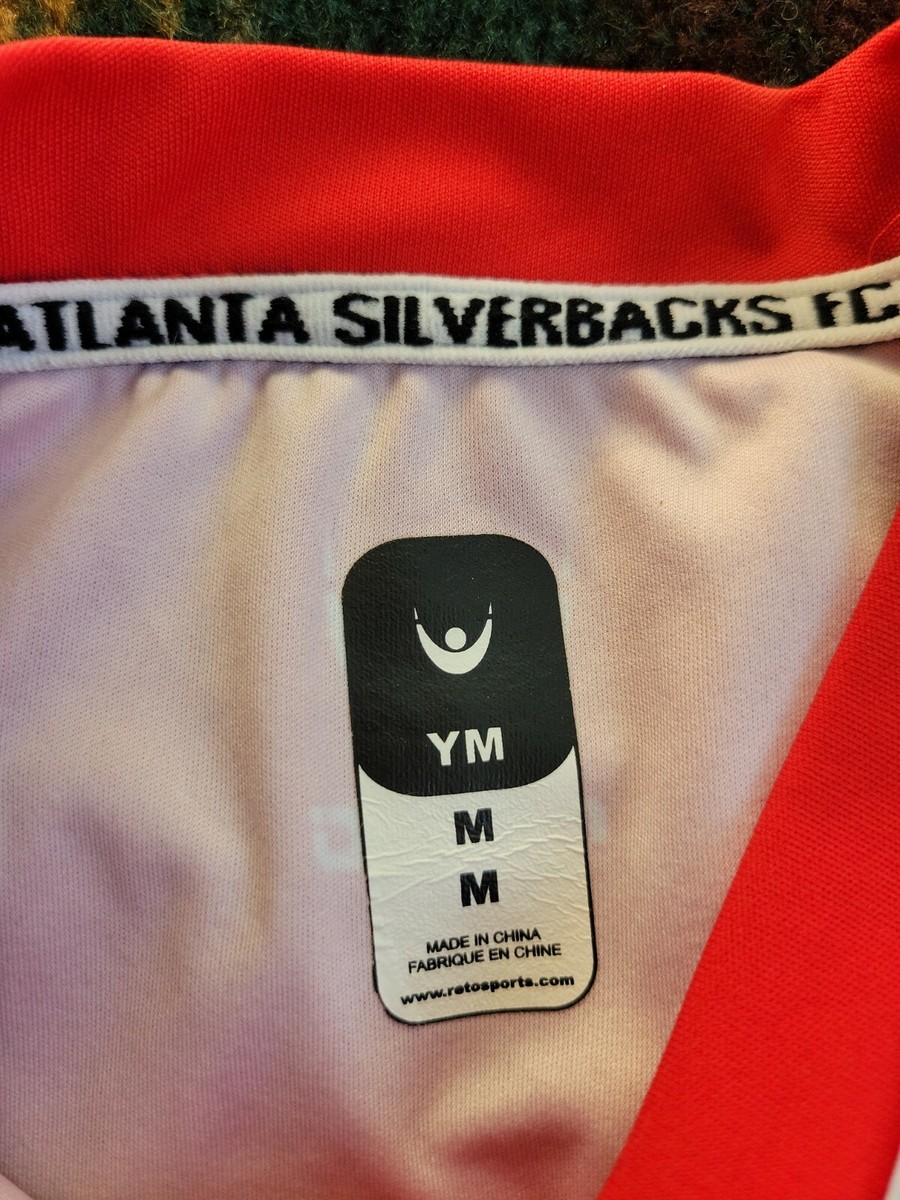 ATLANTA SILVERBACKS FC
YM
M
M
MADE IN CHINA
FABRIQUE EN CHINE
www.retosports.com